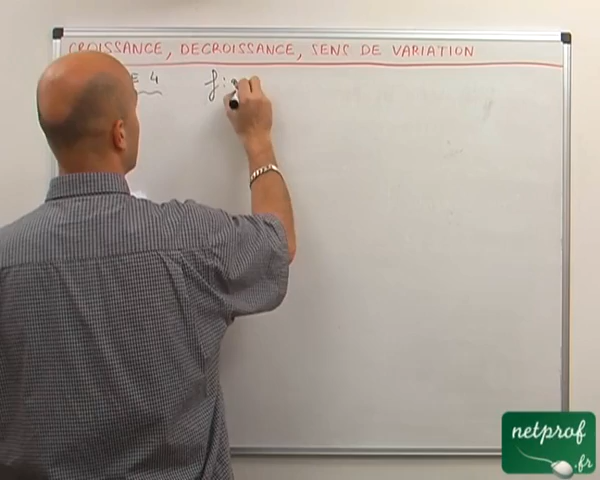 CROISSANCE, DECROISSANCE, SENS DE VARIATION
4 f :
netprof
.fr